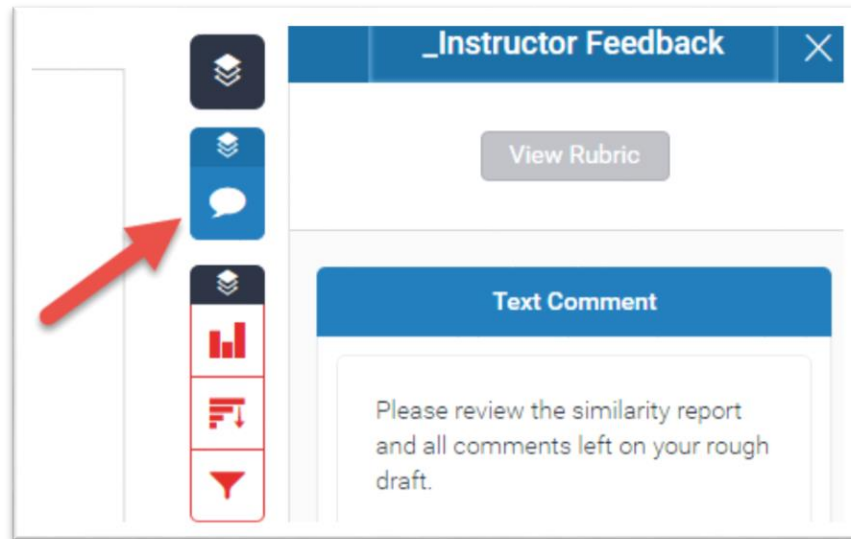 _Instructor Feedback
View Rubric
Text Comment
Please review the similarity report
and all comments left on your rough
draft.